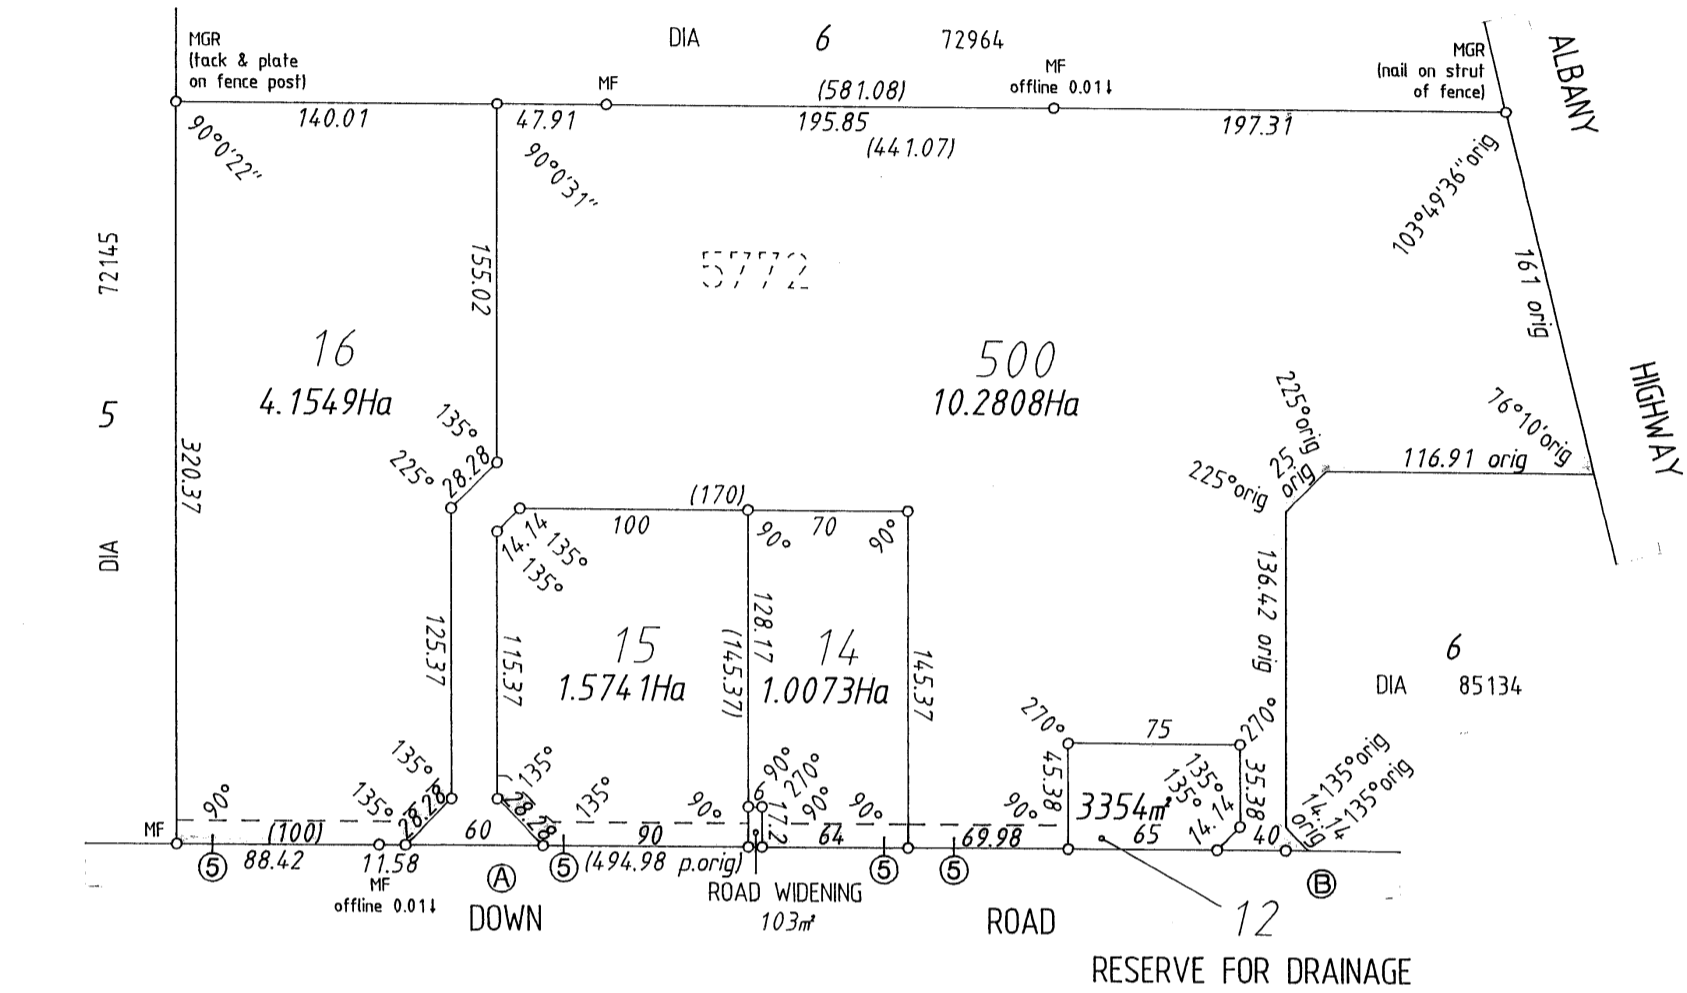 DIA 6 72964
MGR
(tack & plate
on fence post)
MF
(581.08)
MF
offline 0.01↓
MGR
(nail on strut
of fence)
ALBANY
HIGHWAY
140.01
47.91
195.85
(441.07)
197.31
90°0'22"
90°0'31"
103°49'36"orig
161 orig
DIA 5 72145
155.02
5772
16
4.1549Ha
500
10.2808Ha
320.37
135°
225°
28.28
225°orig
225°orig
25
orig
116.91 orig
76°10'orig
(170)
100
70
90°
90°
14.14
135°
135°
125.37
115.37
15
1.5741Ha
128.17
(145.37)
14
1.0073Ha
145.37
136.42 orig
6
DIA 85134
270°
75
270°
45.38
35.38
135°
135°
14.14
3354m²
65
40
14.14
orig
135°orig
135°orig
135°
135°
28.28
135°
28.28
135°
90°
6
90°
270°
90°
17.2
90°
90°
90°
MF
(100)
60
90
64
69.98
5
88.42
11.58
MF
offline 0.01↓
A
5
(494.98 p.orig)
5
5
B
ROAD WIDENING
103m²
DOWN ROAD
12
RESERVE FOR DRAINAGE